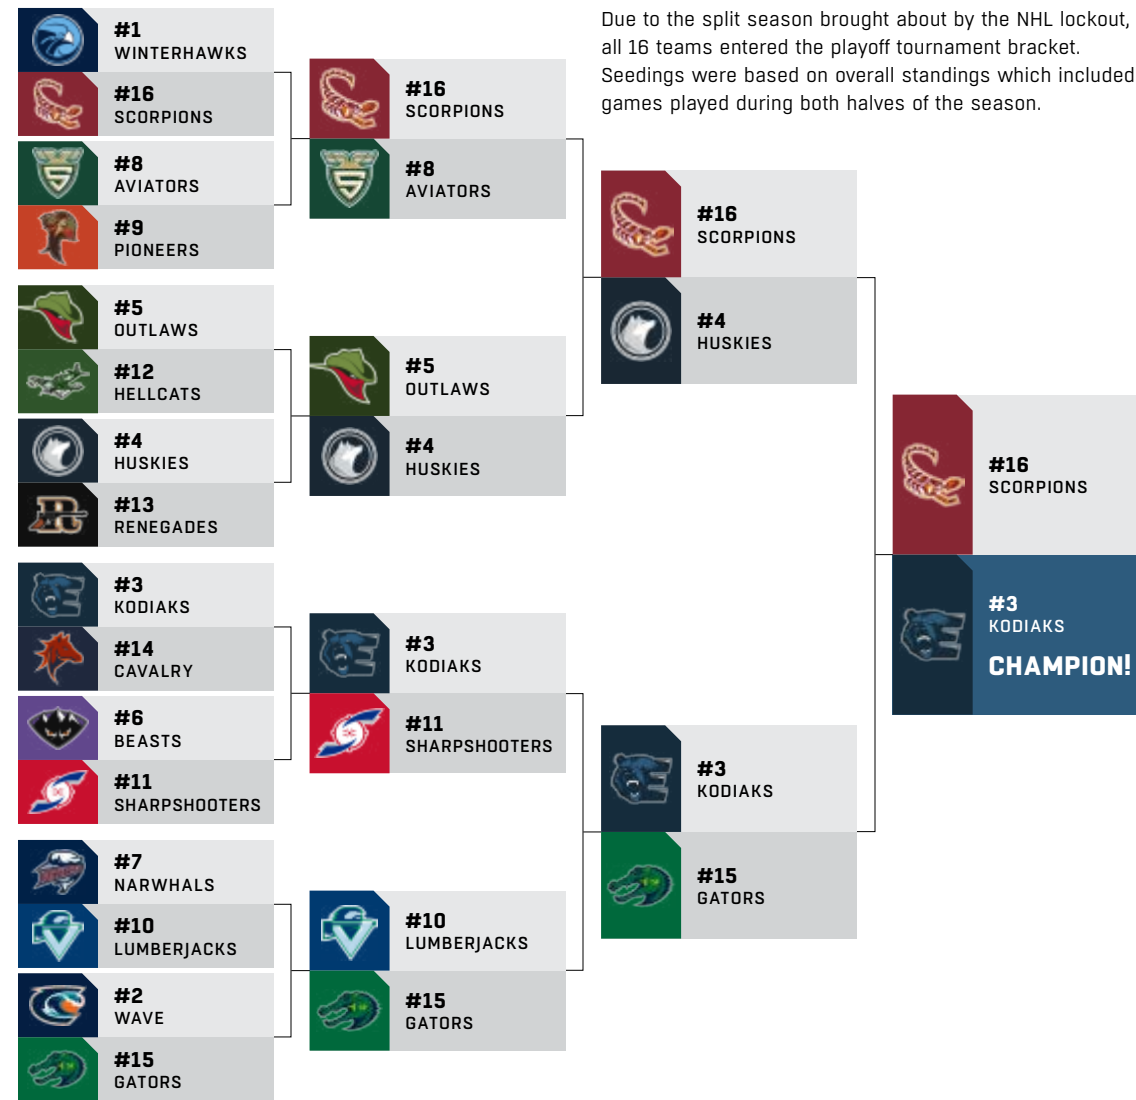 Due to the split season brought about by the NHL lockout,
all 16 teams entered the playoff tournament bracket.
Seedings were based on overall standings which included
games played during both halves of the season.
#1
WINTERHAWKS
#16
SCORPIONS
#8
AVIATORS
#9
PIONEERS
#5
OUTLAWS
#12
HELLCATS
#4
HUSKIES
#13
RENEGADES
#3
KODIAKS
#14
CAVALRY
#6
BEASTS
#11
SHARPSHOOTERS
#7
NARWHALS
#10
LUMBERJACKS
#2
WAVE
#15
GATORS
#16
SCORPIONS
#8
AVIATORS
#5
OUTLAWS
#4
HUSKIES
#3
KODIAKS
#11
SHARPSHOOTERS
#10
LUMBERJACKS
#15
GATORS
#16
SCORPIONS
#4
HUSKIES
#3
KODIAKS
#15
GATORS
#16
SCORPIONS
#3
KODIAKS
CHAMPION!